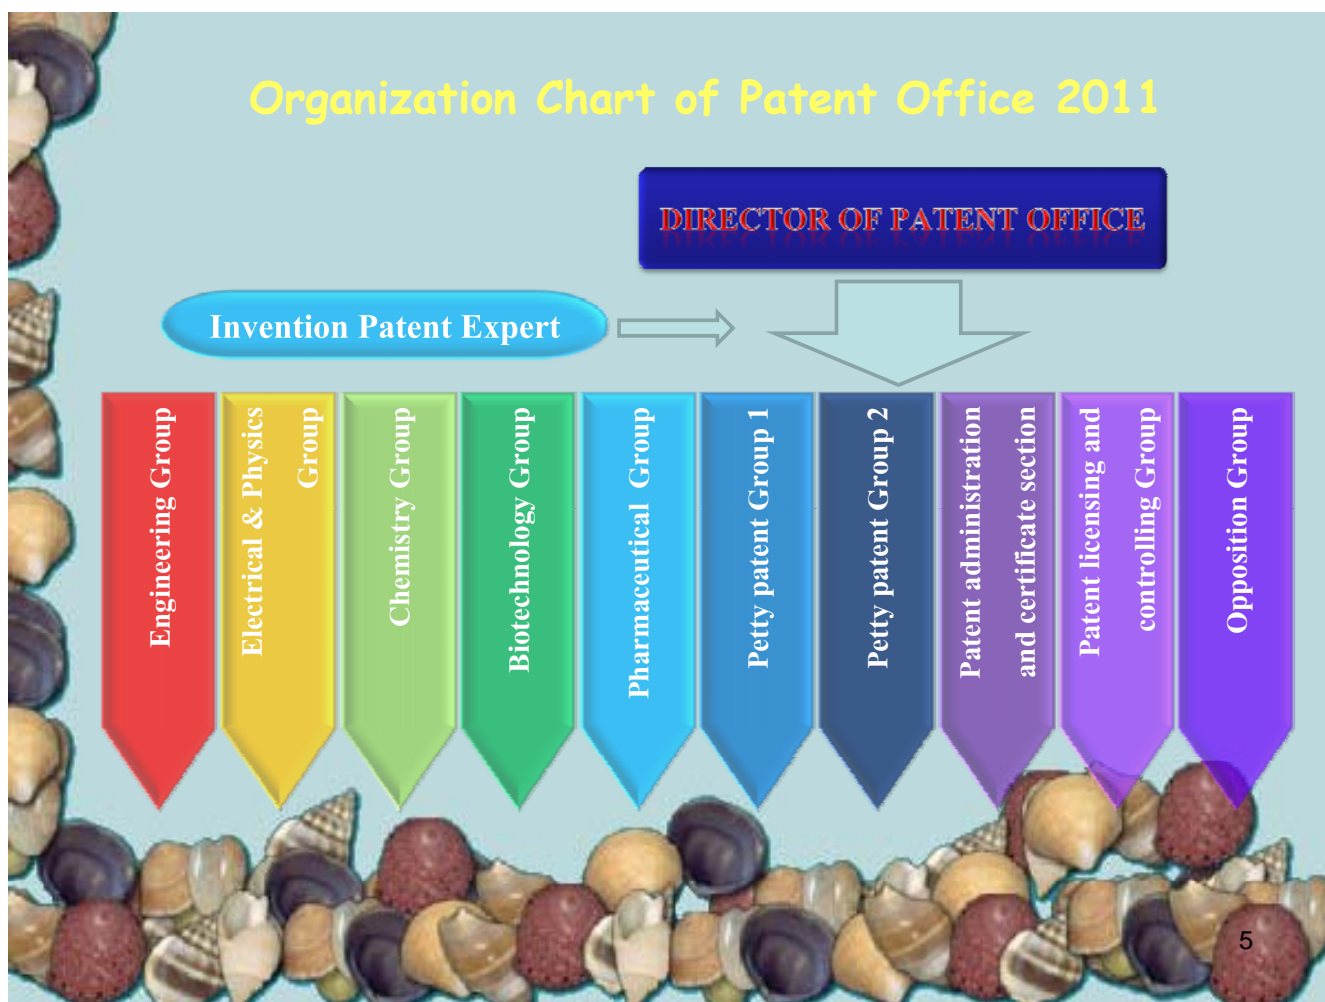 Organization Chart of Patent Office 2011
DIRECTOR OF PATENT OFFICE
Invention Patent Expert
Engineering Group
Electrical & Physics
Group
Chemistry Group
Biotechnology Group
Pharmaceutical Group
Petty patent Group 1
Petty patent Group 2
Patent administration
and certificate section
Patent licensing and
controlling Group
Opposition Group
5